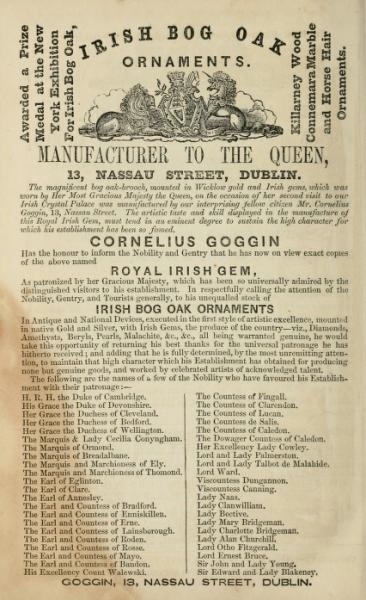 Awarded a Prize
Medal at the New
York Exhibition
For Irish Bog Oak,
IRISH BOG OAK
ORNAMENTS.
Killarney Wood
Connemara Marble
and Horse Hair
Ornaments.
MANUFACTURER TO THE QUEEN,
13, NASSAU STREET, DUBLIN.
The magnificent bog oak-brooch, mounted in Wicklow gold and Irish gems, which was
worn by Her Most Gracious Majesty the Queen, on the occasion of her second visit to our
Irish Crystal Palace was manufactured by our interprising fellow citizen Mr. Cornelius
Goggin, 13, Nassau Street. The artistic taste and skill displayed in the manufacture of
this Royal Irish Gem, must tend in an eminent degree to sustain the high character for
which his establishment has been so famed.
CORNELIUS GOGGIN
Has the honour to inform the Nobility and Gentry that he has now on view exact copies
of the above named
ROYAL IRISH GEM,
As patronised by her Gracious Majesty, which has been so universally admired by the
distinguished visitors to his establishment. In respectfully calling the attention of the
Nobility, Gentry, and Tourists generally, to his unequalled stock of
IRISH BOG OAK ORNAMENTS
In Antique and National Devices, executed in the first style of artistic excellence, mounted
in native Gold and Silver, with Irish Gems, the produce of the country—viz., Diamonds,
Amethysts, Beryls, Pearls, Malachite, &c., &c., all being warranted genuine, he would
take this opportunity of returning his best thanks for the universal patronage he has
hitherto received; and adding that he is fully determined, by the most unremitting atten-
tion, to maintain that high character which his Establishment has obtained for producing
none but genuine goods, and worked by celebrated artists of acknowledged talent.
The following are the names of a few of the Nobility who have favoured his Establish-
ment with their patronage:—
H. R. H. the Duke of Cambridge.
His Grace the Duke of Devonshire.
Her Grace the Duchess of Cleveland.
Her Grace the Duchess of Bedford.
Her Grace the Duchess of Wellington.
The Marquis & Lady Cecilia Conyngham.
The Marquis of Ormond.
The Marquis of Breadalbane.
The Marquis and Marchioness of Ely.
The Marquis and Marchioness of Thomond.
The Earl of Eglinton.
The Earl of Clare.
The Earl of Annesley.
The Earl and Countess of Bradford.
The Earl and Countess of Enniskillen.
The Earl and Countess of Erne.
The Earl and Countess of Lainsborough.
The Earl and Countess of Roden.
The Earl and Countess of Rosse.
The Earl and Countess of Mayo.
The Earl and Countess of Bandon.
His Excellency Count Walewski.
The Countess of Fingall.
The Countess of Clarendon.
The Countess of Lucan.
The Countess de Salis.
The Countess of Caledon.
The Dowager Countess of Caledon.
Her Excellency Lady Cowley.
Lord and Lady Palmerston.
Lord and Lady Talbot de Malahide.
Lord Ward.
Viscountess Dungannon.
Viscountess Canning.
Lady Naas.
Lady Clanwilliam.
Lady Bective.
Lady Mary Bridgeman.
Lady Charlotte Bridgeman.
Lady Alan Churchill.
Lord Otho Fitzgerald.
Lord Ernest Bruce.
Sir John and Lady Young.
Sir Edward and Lady Blakeney.
GOGGIN, 13, NASSAU STREET, DUBLIN.